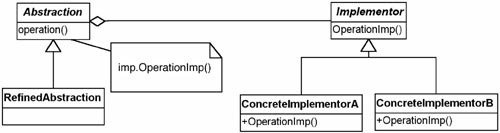 Abstraction
operation()
Implementor
OperationImp()
imp.OperationImp()
RefinedAbstraction
ConcreteImplementorA
+OperationImp()
ConcreteImplementorB
+OperationImp()